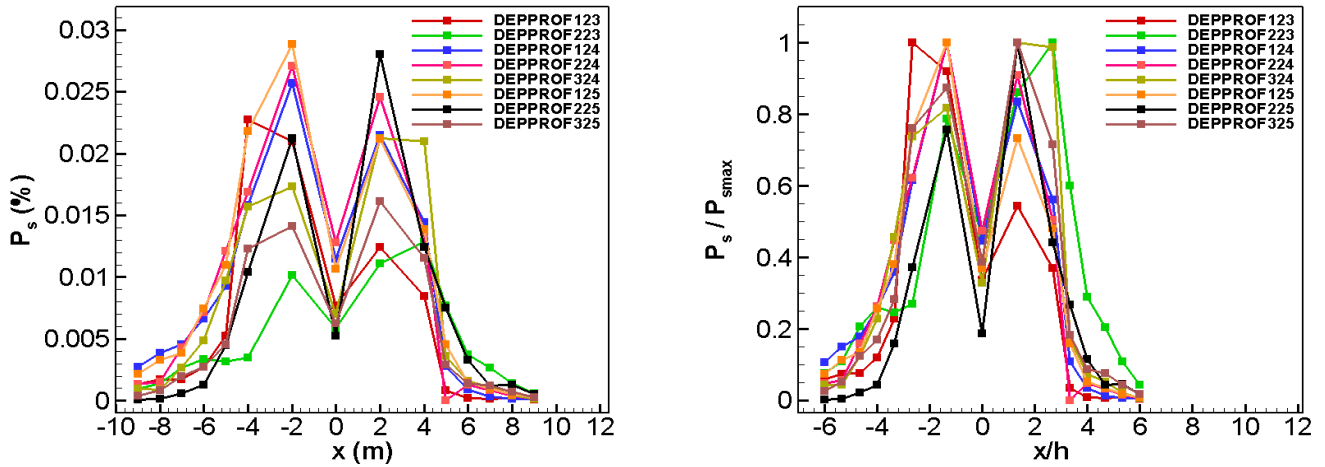 0.03
0.025
0.02
0.015
0.01
0.005
0
P_s (%)
-10 -8 -6 -4 -2 0 2 4 6 8 10 12
x (m)
DEPPROF123
DEPPROF223
DEPPROF124
DEPPROF224
DEPPROF324
DEPPROF125
DEPPROF225
DEPPROF325
1
0.8
0.6
0.4
0.2
0
P_s / P_smax
-6 -4 -2 0 2 4 6 8 10 12
x/h
DEPPROF123
DEPPROF223
DEPPROF124
DEPPROF224
DEPPROF324
DEPPROF125
DEPPROF225
DEPPROF325